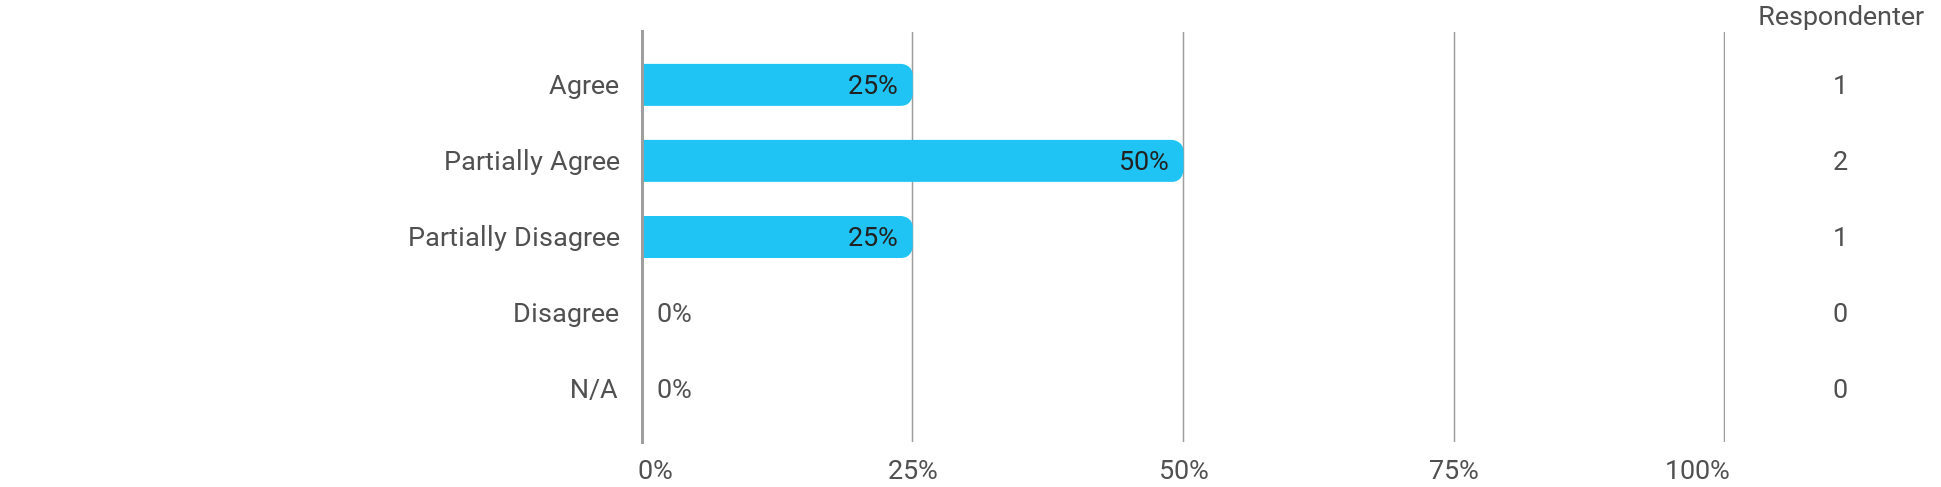 Respondenter
Agree 25% 1
Partially Agree 50% 2
Partially Disagree 25% 1
Disagree 0% 0
N/A 0% 0
0% 25% 50% 75% 100%